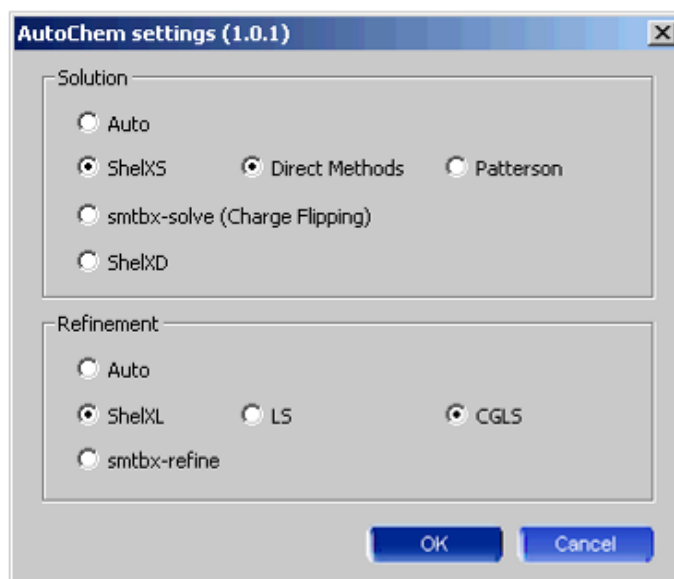 AutoChem settings (1.0.1)
Solution
Auto
ShelXS Direct Methods Patterson
smtbx-solve (Charge Flipping)
ShelXD
Refinement
Auto
ShelXL LS CGLS
smtbx-refine
OK Cancel